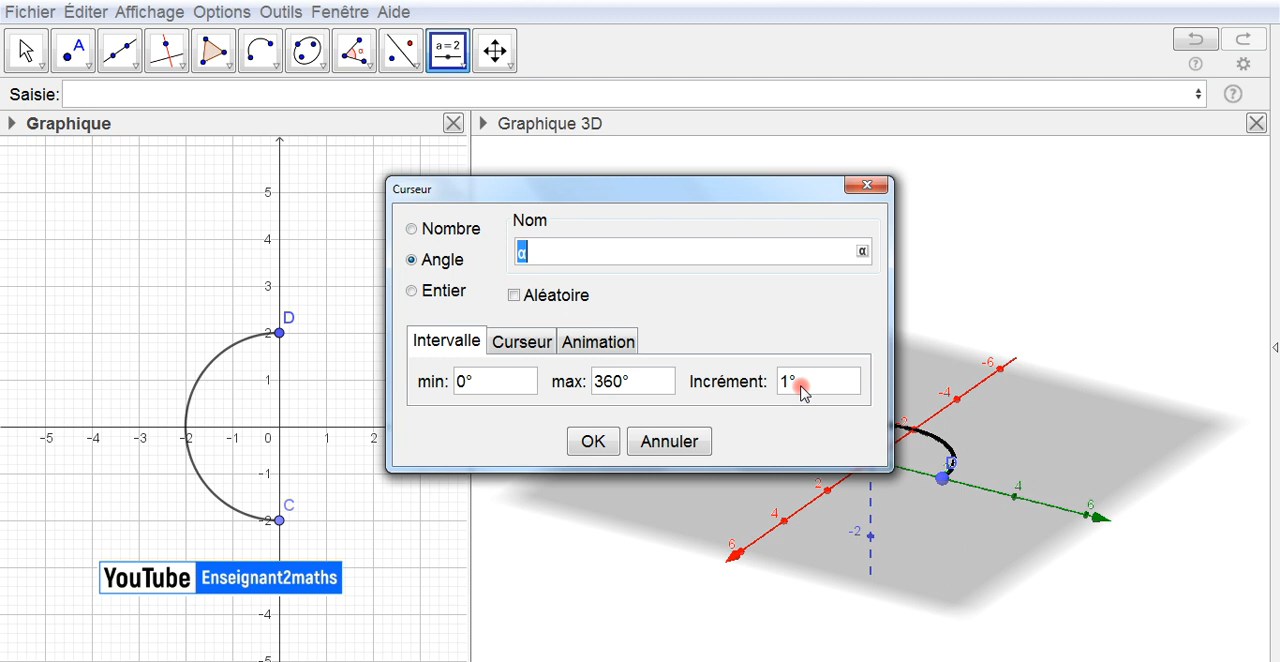 Fichier Éditer Affichage Options Outils Fenêtre Aide
A
α
a = 2
?
Saisie:
?
Graphique
Graphique 3D
Curseur
Nombre
Angle
Entier
Nom
α
α
Aléatoire
Intervalle Curseur Animation
min: 0° max: 360° Incrément: 1°
OK Annuler
5
4
3
2
1
-5 -4 -3 -2 -1 0 1 2
-1
-2
-4
-5
D
C
-6
-4
2
4
6
4
6
-2
D
YouTube Enseignant2maths